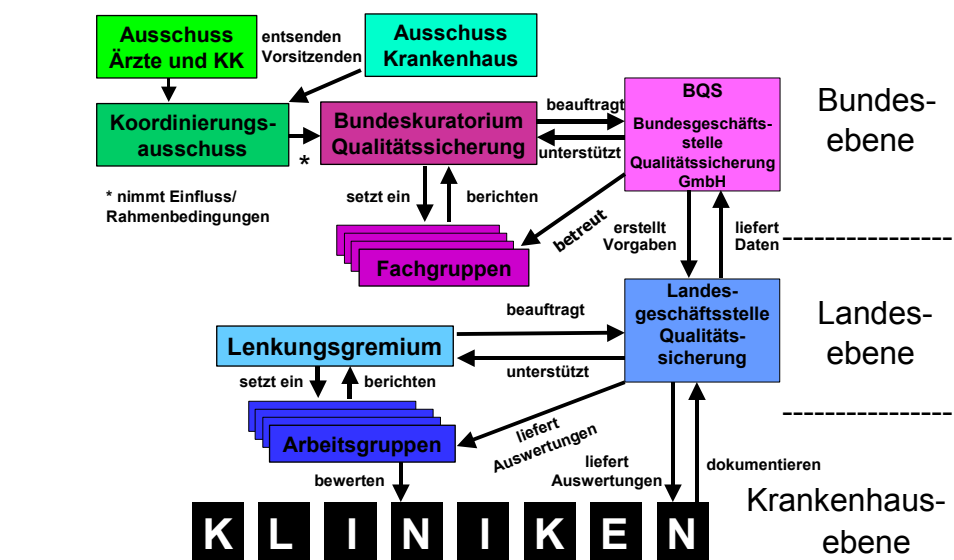 Ausschuss
Ärzte und KK
entsenden
Vorsitzenden
Ausschuss
Krankenhaus
Koordinierungs-
ausschuss
*
Bundeskuratorium
Qualitätssicherung
beauftragt
unterstützt
BQS
Bundesgeschäfts-
stelle
Qualitätssicherung
GmbH
Bundes-
ebene
* nimmt Einfluss/
Rahmenbedingungen
setzt ein
berichten
betreut
erstellt
Vorgaben
liefert
Daten
Fachgruppen
Landes-
geschäftsstelle
Qualitäts-
sicherung
Landes-
ebene
beauftragt
Lenkungsgremium
unterstützt
setzt ein
berichten
Arbeitsgruppen
liefert
Auswertungen
bewerten
liefert
Auswertungen
dokumentieren
KLINIKEN
Krankenhaus-
ebene